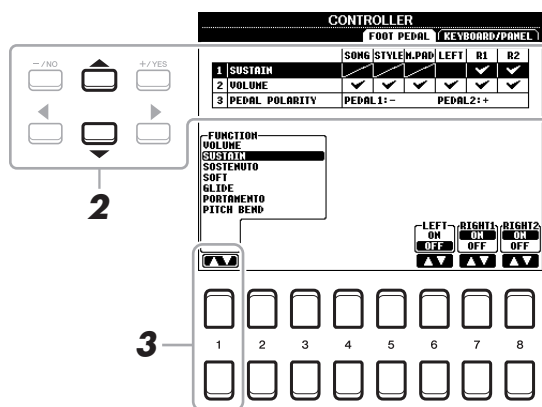 CONTROLLER
FOOT PEDAL KEYBOARD/PANEL
-/NO +/YES
SONG STYLE M.PAD LEFT R1 R2
1 SUSTAIN
2 VOLUME
3 PEDAL POLARITY PEDAL1:- PEDAL2:+
FUNCTION
VOLUME
SUSTAIN
SOSTENUTO
SOFT
GLIDE
PORTAMENTO
PITCH BEND
LEFT RIGHT1 RIGHT2
ON ON ON
OFF OFF OFF
2
3
1 2 3 4 5 6 7 8